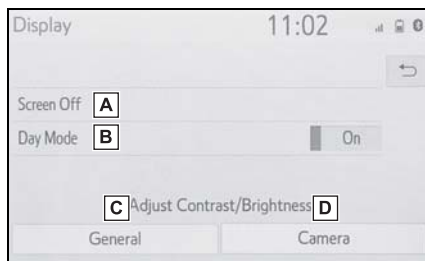 Display 11:02
Screen Off A
Day Mode B On
C Adjust Contrast/Brightness D
General Camera